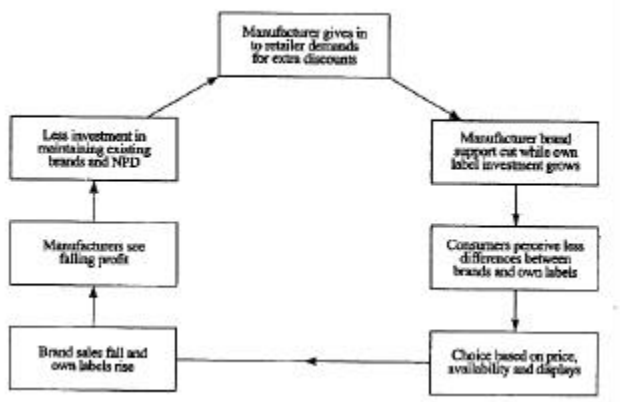 Manufacturer gives in
to retailer demands
for extra discounts
Manufacturer brand
support cut while own
label investment grows
Consumers perceive less
differences between
brands and own labels
Choice based on price,
availability and displays
Brand sales fall and
own labels rise
Manufacturers see
falling profit
Less investment in
maintaining existing
brands and NPD